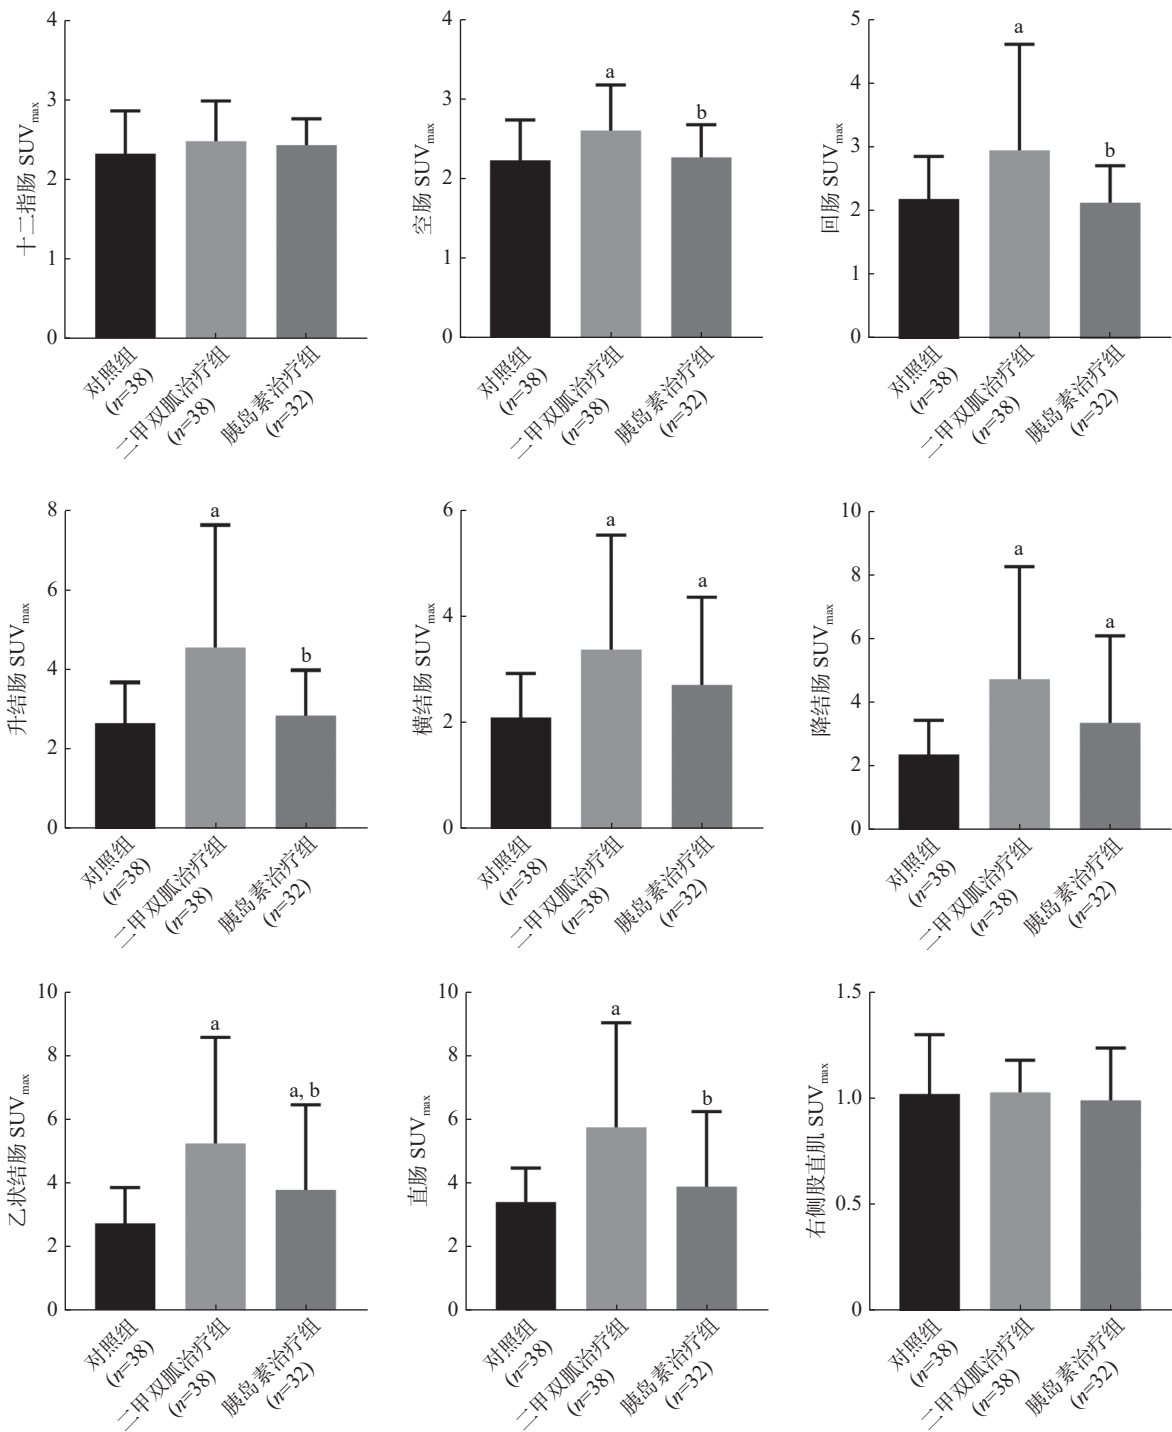 4
3
2
1
0
十二指肠 SUVmax
对照组
(n=38)
二甲双胍治疗组
(n=38)
胰岛素治疗组
(n=32)
4
3
2
1
0
空肠 SUVmax
a
b
对照组
(n=38)
二甲双胍治疗组
(n=38)
胰岛素治疗组
(n=32)
5
4
3
2
1
0
回肠 SUVmax
a
b
对照组
(n=38)
二甲双胍治疗组
(n=38)
胰岛素治疗组
(n=32)
8
6
4
2
0
升结肠 SUVmax
a
b
对照组
(n=38)
二甲双胍治疗组
(n=38)
胰岛素治疗组
(n=32)
6
4
2
0
横结肠 SUVmax
a
a
对照组
(n=38)
二甲双胍治疗组
(n=38)
胰岛素治疗组
(n=32)
10
8
6
4
2
0
降结肠 SUVmax
a
a
对照组
(n=38)
二甲双胍治疗组
(n=38)
胰岛素治疗组
(n=32)
10
8
6
4
2
0
乙状结肠 SUVmax
a
a, b
对照组
(n=38)
二甲双胍治疗组
(n=38)
胰岛素治疗组
(n=32)
10
8
6
4
2
0
直肠 SUVmax
a
b
对照组
(n=38)
二甲双胍治疗组
(n=38)
胰岛素治疗组
(n=32)
1.5
1.0
0.5
0
右侧股直肌 SUVmax
对照组
(n=38)
二甲双胍治疗组
(n=38)
胰岛素治疗组
(n=32)